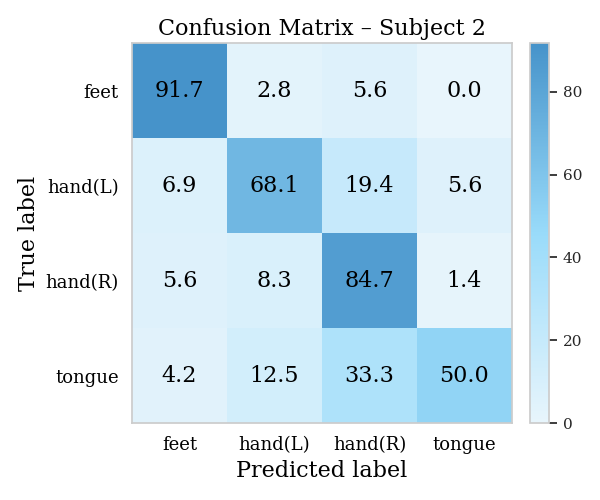 Confusion Matrix – Subject 2
True label
feet 91.7 2.8 5.6 0.0
hand(L) 6.9 68.1 19.4 5.6
hand(R) 5.6 8.3 84.7 1.4
tongue 4.2 12.5 33.3 50.0
feet hand(L) hand(R) tongue
Predicted label
80
60
40
20
0